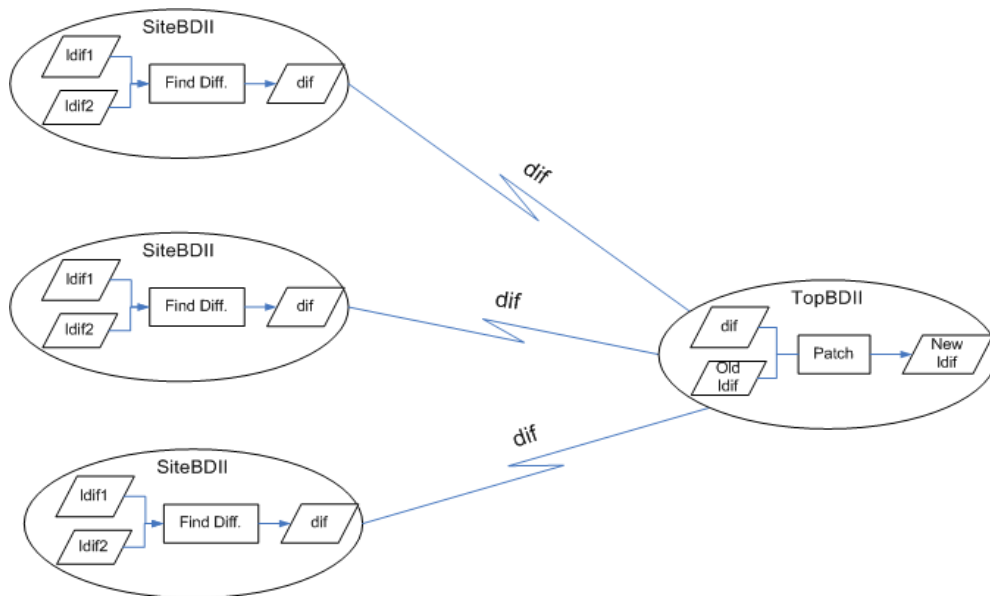 SiteBDII
ldif1
ldif2
Find Diff.
dif
dif
SiteBDII
ldif1
ldif2
Find Diff.
dif
dif
TopBDII
dif
Old
ldif
Patch
New
ldif
SiteBDII
ldif1
ldif2
Find Diff.
dif
dif